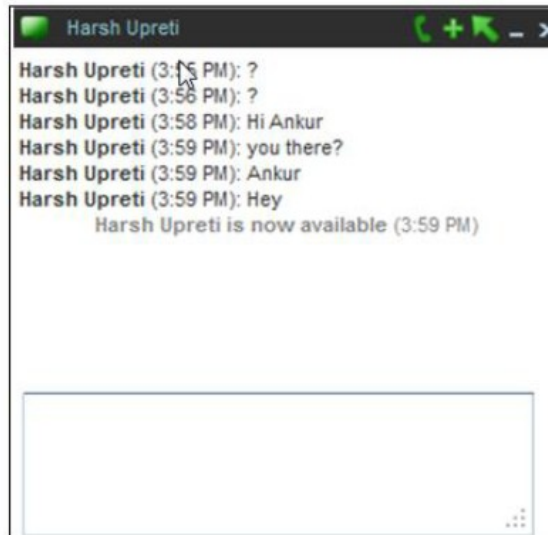 Harsh Upreti
Harsh Upreti (3:56 PM): ?
Harsh Upreti (3:56 PM): ?
Harsh Upreti (3:58 PM): Hi Ankur
Harsh Upreti (3:59 PM): you there?
Harsh Upreti (3:59 PM): Ankur
Harsh Upreti (3:59 PM): Hey
Harsh Upreti is now available (3:59 PM)